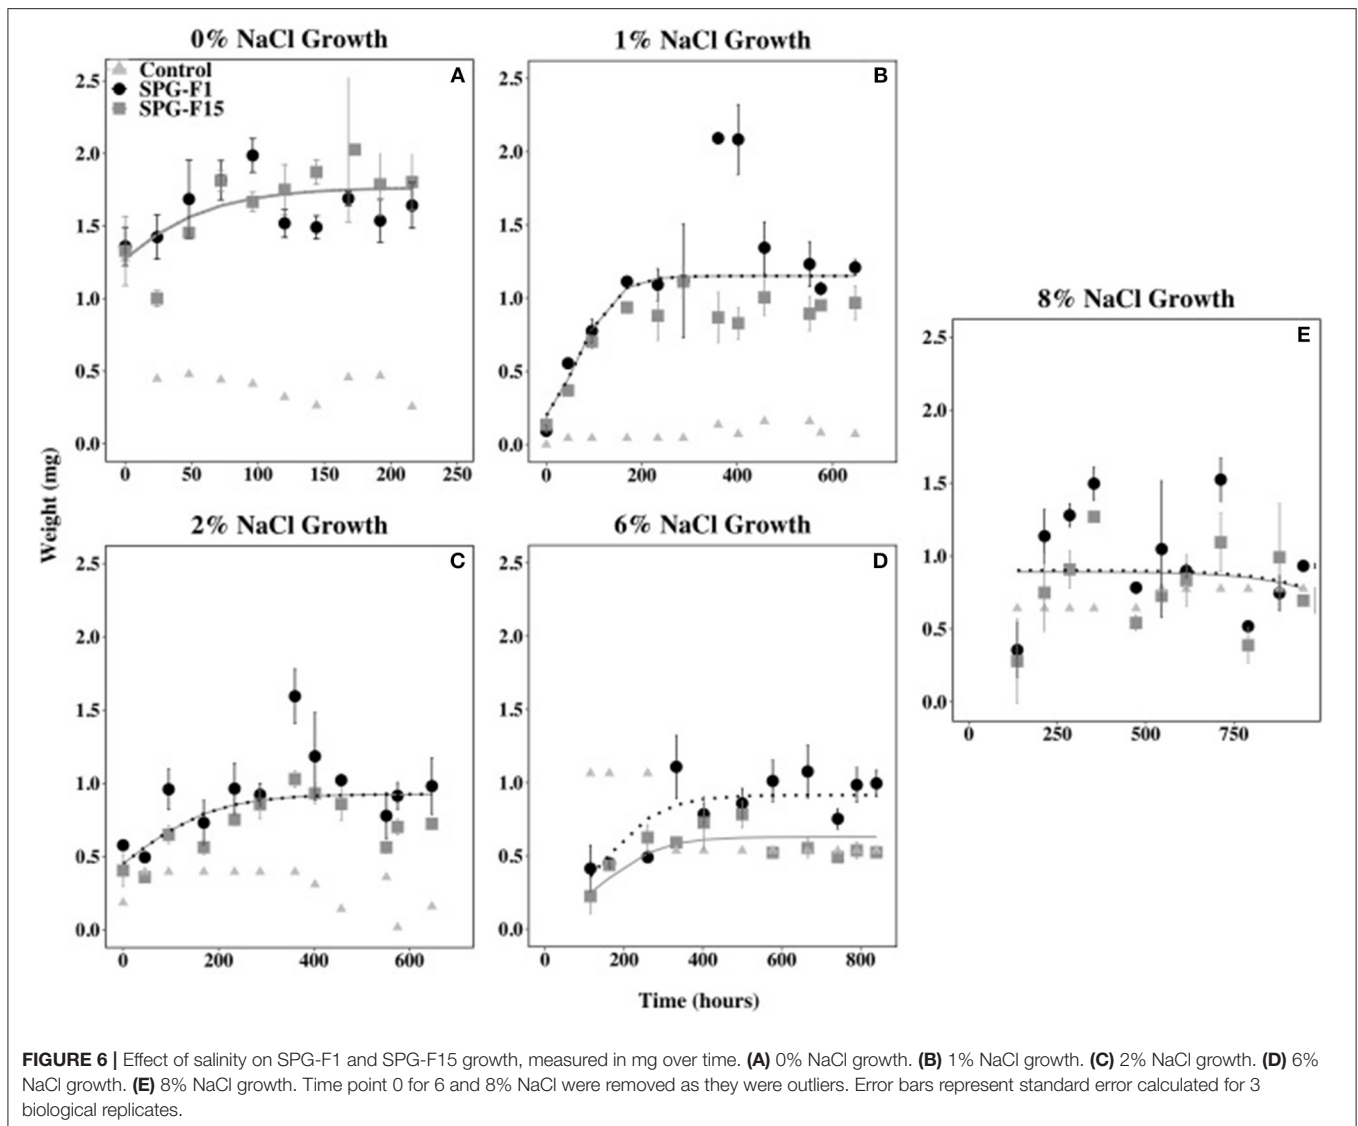 0% NaCl Growth
1% NaCl Growth
Control
SPG-F1
SPG-F15
A
2.5
2.0
1.5
1.0
0.5
0.0
0 50 100 150 200 250
B
2.5
2.0
1.5
1.0
0.5
0.0
0 200 400 600
8% NaCl Growth
E
2.5
2.0
1.5
1.0
0.5
0.0
0 250 500 750
Weight (mg)
2% NaCl Growth
6% NaCl Growth
C
2.5
2.0
1.5
1.0
0.5
0.0
0 200 400 600
D
2.5
2.0
1.5
1.0
0.5
0.0
0 200 400 600 800
Time (hours)
FIGURE 6 | Effect of salinity on SPG-F1 and SPG-F15 growth, measured in mg over time. (A) 0% NaCl growth. (B) 1% NaCl growth. (C) 2% NaCl growth. (D) 6%
NaCl growth. (E) 8% NaCl growth. Time point 0 for 6 and 8% NaCl were removed as they were outliers. Error bars represent standard error calculated for 3
biological replicates.